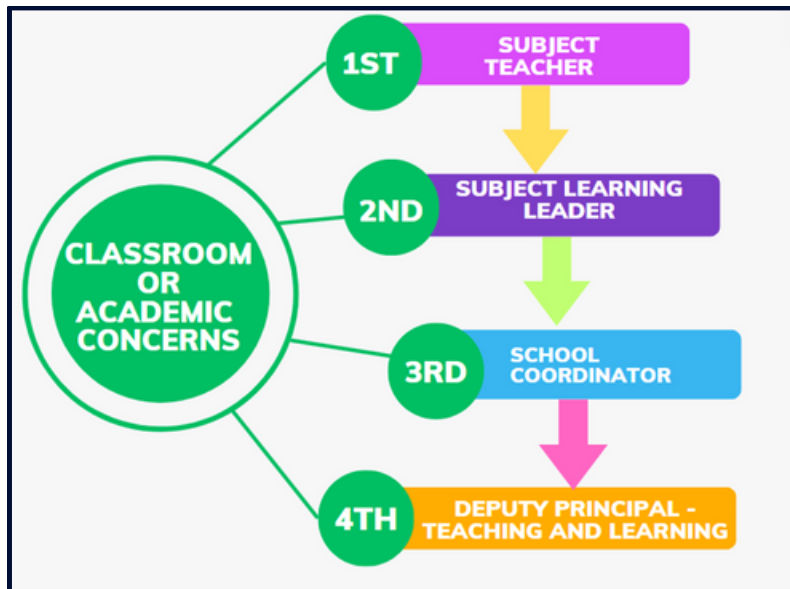 1ST
SUBJECT
TEACHER
2ND
SUBJECT LEARNING
LEADER
CLASSROOM
OR
ACADEMIC
CONCERNS
3RD
SCHOOL
COORDINATOR
4TH
DEPUTY PRINCIPAL -
TEACHING AND LEARNING